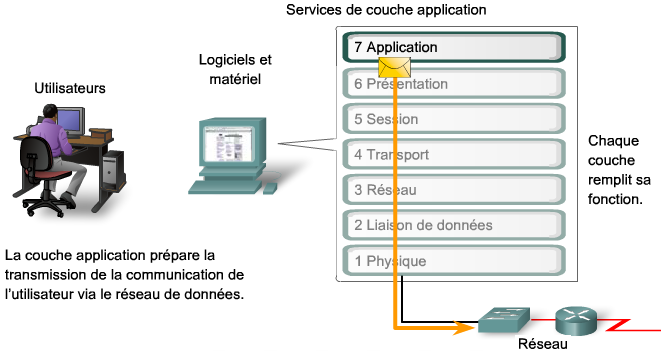 Services de couche application
Utilisateurs
Logiciels et
matériel
7 Application
6 Présentation
5 Session
4 Transport
3 Réseau
2 Liaison de données
1 Physique
Chaque
couche
remplit sa
fonction.
La couche application prépare la
transmission de la communication de
l'utilisateur via le réseau de données.
Réseau